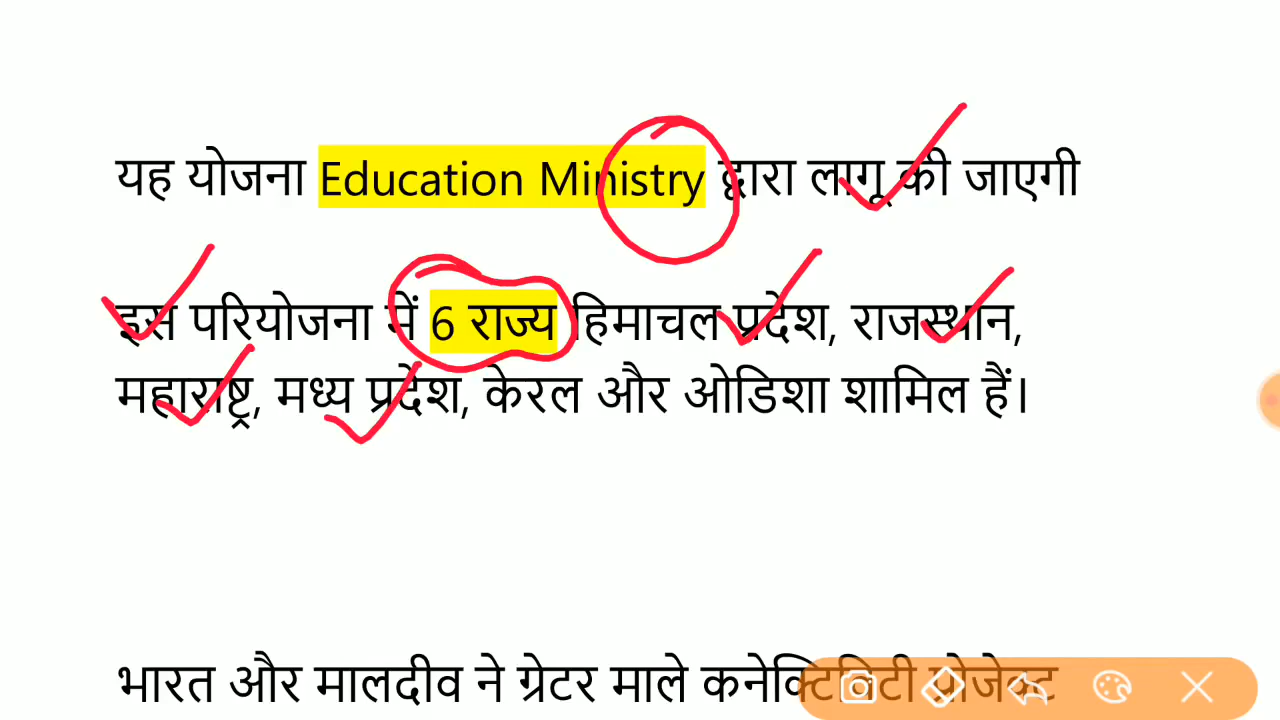 यह योजना Education Ministry द्वारा लागू की जाएगी
इस परियोजना में 6 राज्य हिमाचल प्रदेश, राजस्थान,
महाराष्ट्र, मध्य प्रदेश, केरल और ओडिशा शामिल हैं।
भारत और मालदीव ने ग्रेटर माले कनेक्टिविटी प्रोजेक्ट